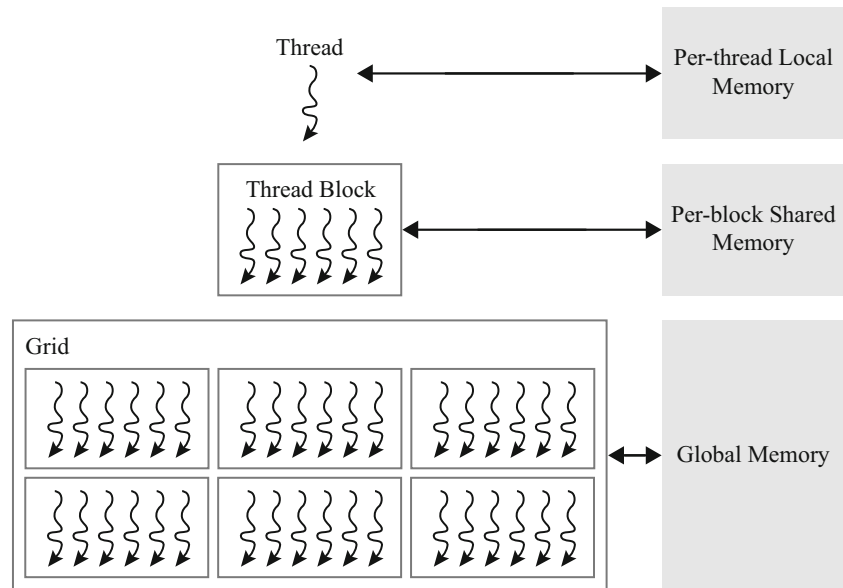 Thread
Per-thread Local
Memory
Thread Block
Per-block Shared
Memory
Grid
Global Memory